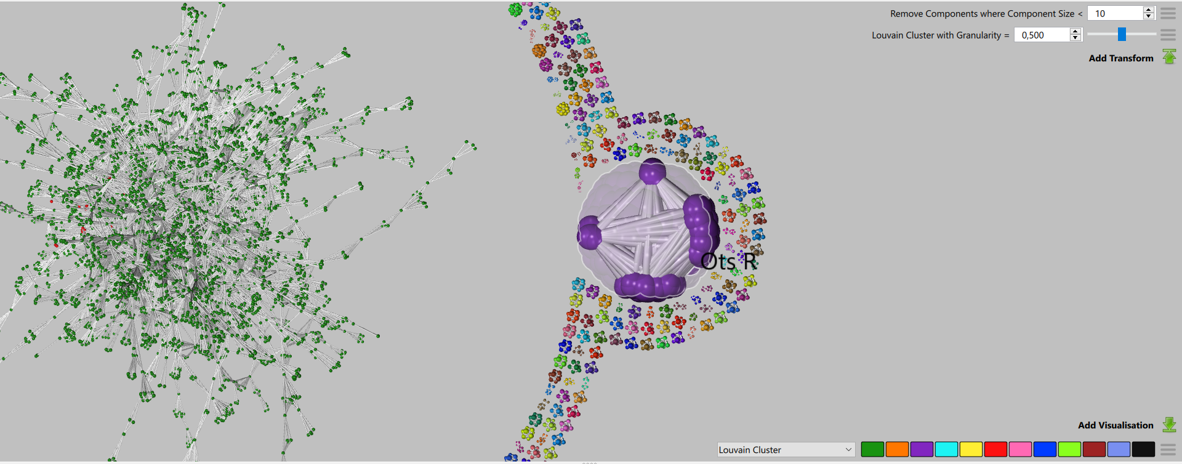 Remove Components where Component Size < 10
Louvain Cluster with Granularity = 0,500
Add Transform
Ots R
Add Visualisation
Louvain Cluster